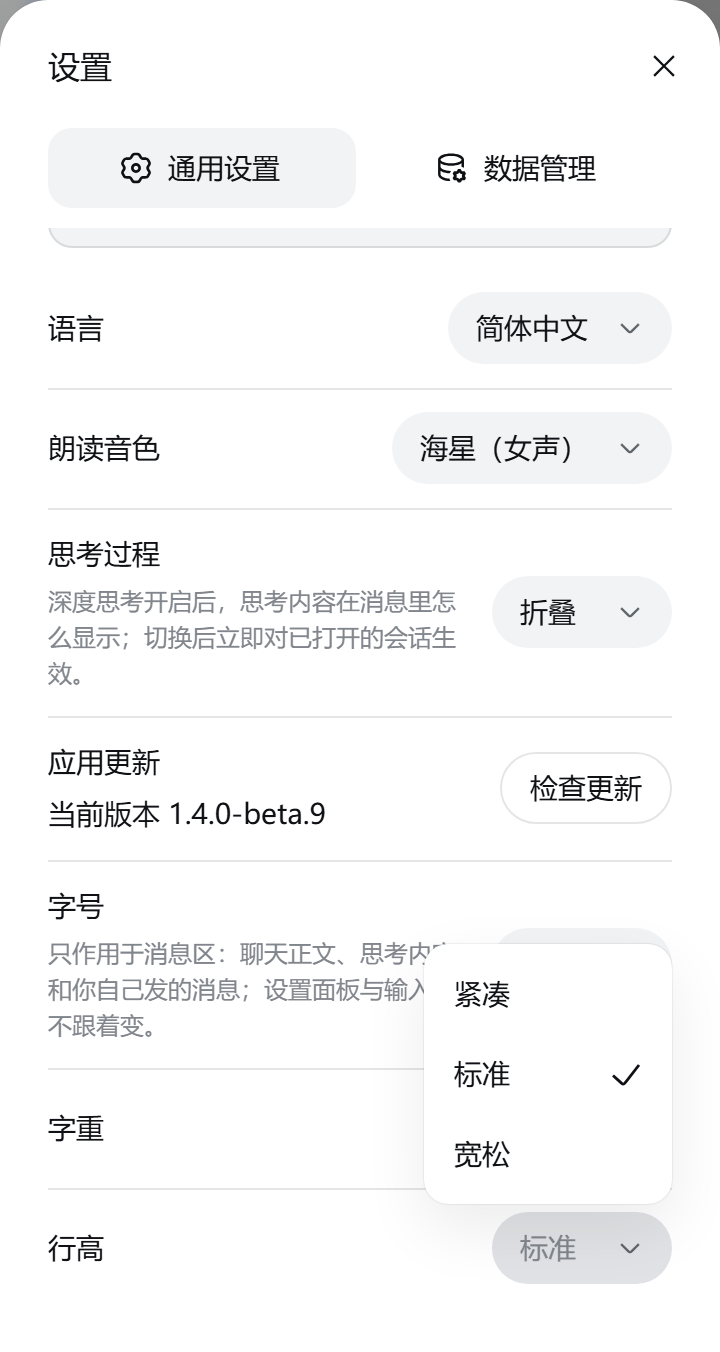 设置
通用设置
数据管理
语言
简体中文
朗读音色
海星（女声）
思考过程
深度思考开启后，思考内容在消息里怎
么显示；切换后立即对已打开的会话生
效。
折叠
应用更新
当前版本 1.4.0-beta.9
检查更新
字号
只作用于消息区：聊天正文、思考内
和你自己发的消息；设置面板与输入
不跟着变。
紧凑
标准
宽松
字重
行高
标准